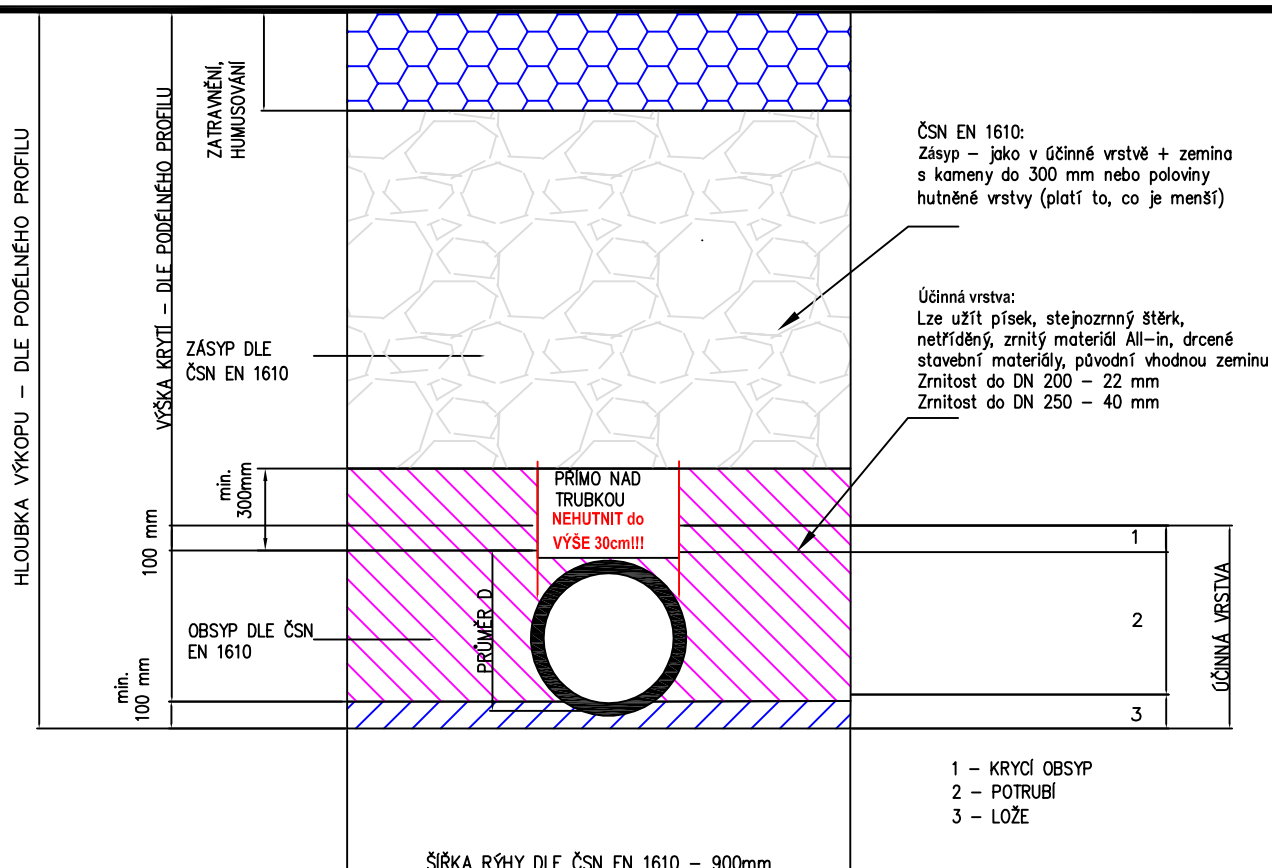 HLOUBKA VÝKOPU – DLE PODÉLNÉHO PROFILU
VÝŠKA KRYTÍ – DLE PODÉLNÉHO PROFILU
ZATRAVNĚNÍ,
HUMUSOVÁNÍ
ČSN EN 1610:
Zásyp – jako v účinné vrstvě + zemina
s kameny do 300 mm nebo poloviny
hutněné vrstvy (platí to, co je menší)
Účinná vrstva:
Lze užít písek, stejnozrnný štěrk,
netříděný, zrnitý materiál All–in, drcené
stavební materiály, původní vhodnou zeminu
Zrnitost do DN 200 – 22 mm
Zrnitost do DN 250 – 40 mm
ZÁSYP DLE
ČSN EN 1610
min.
300mm
100 mm
PŘÍMO NAD
TRUBKOU
NEHUTNIT do
VÝŠE 30cm!!!
PRŮMĚR D
OBSYP DLE ČSN
EN 1610
min.
100 mm
1
2
3
ÚČINNÁ VRSTVA
1 – KRYCÍ OBSYP
2 – POTRUBÍ
3 – LOŽE
ŠÍŘKA RÝHY DLE ČSN EN 1610 – 900mm